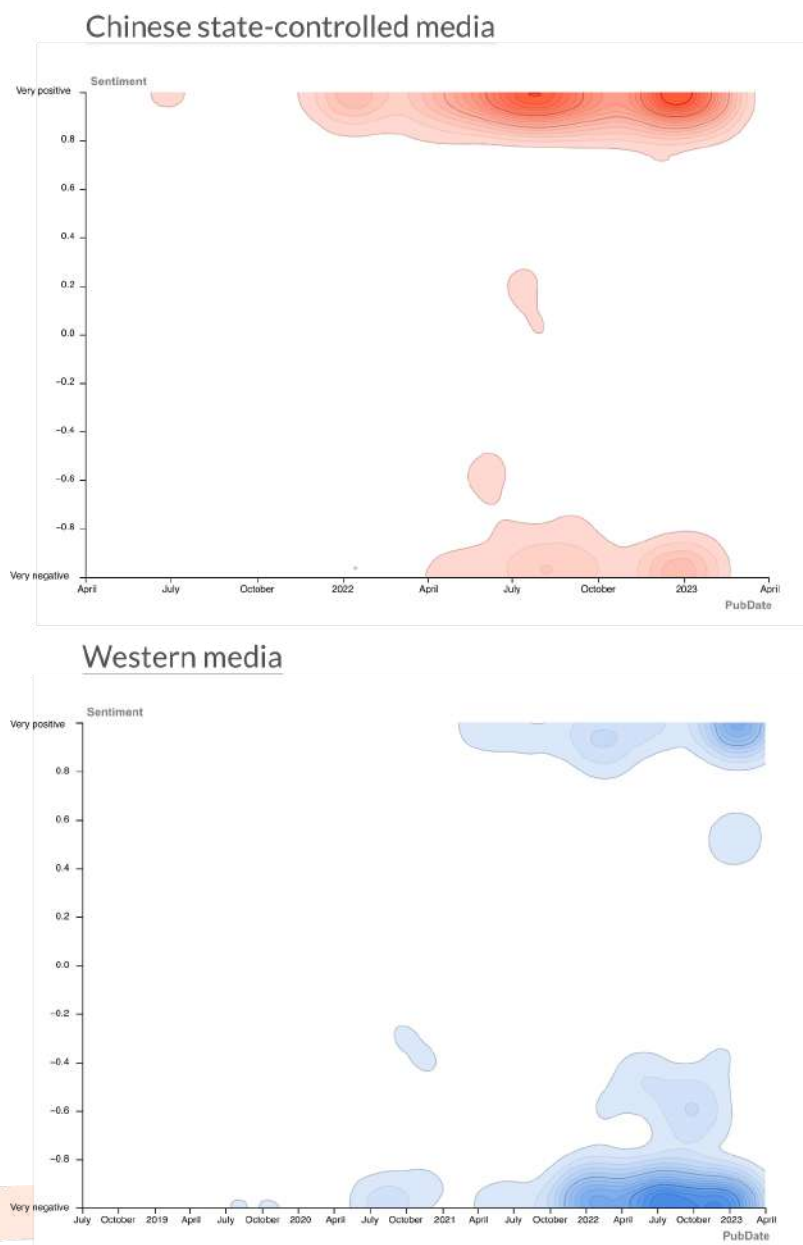 Chinese state-controlled media
Sentiment
Very positive
0.8
0.6
0.4
0.2
0.0
−0.2
−0.4
−0.6
−0.8
Very negative
April July October 2022 April July October 2023 April
PubDate
Western media
Sentiment
Very positive
0.8
0.6
0.4
0.2
0.0
−0.2
−0.4
−0.6
−0.8
Very negative
July October 2019 April July October 2020 April July October 2021 April July October 2022 April July October 2023 April
PubDate